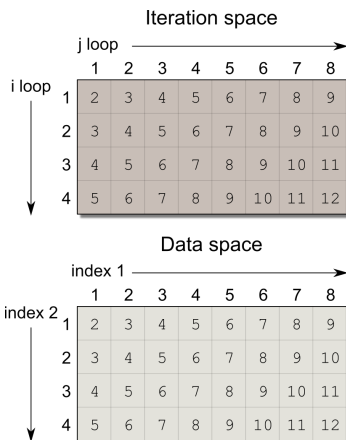 Iteration space
j loop
1 2 3 4 5 6 7 8
i loop
1 2 3 4 5 6 7 8 9
2 3 4 5 6 7 8 9 10
3 4 5 6 7 8 9 10 11
4 5 6 7 8 9 10 11 12
Data space
index 1
1 2 3 4 5 6 7 8
index 2
1 2 3 4 5 6 7 8 9
2 3 4 5 6 7 8 9 10
3 4 5 6 7 8 9 10 11
4 5 6 7 8 9 10 11 12